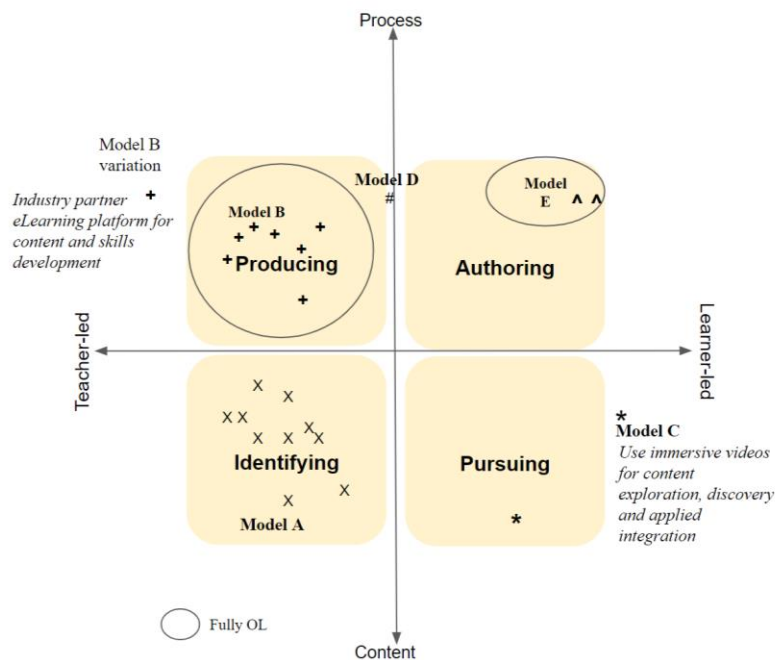 Process
Model B
variation
+
Industry partner
eLearning platform for
content and skills
development
Model B
+ + + + + + +
Producing
Model D
#
Model
E
^ ^
Authoring
Teacher-led
Learner-led
X X X X X X X X X X
Identifying
Model A
Pursuing
*
*
Model C
Use immersive videos
for content
exploration, discovery
and applied
integration
Fully OL
Content